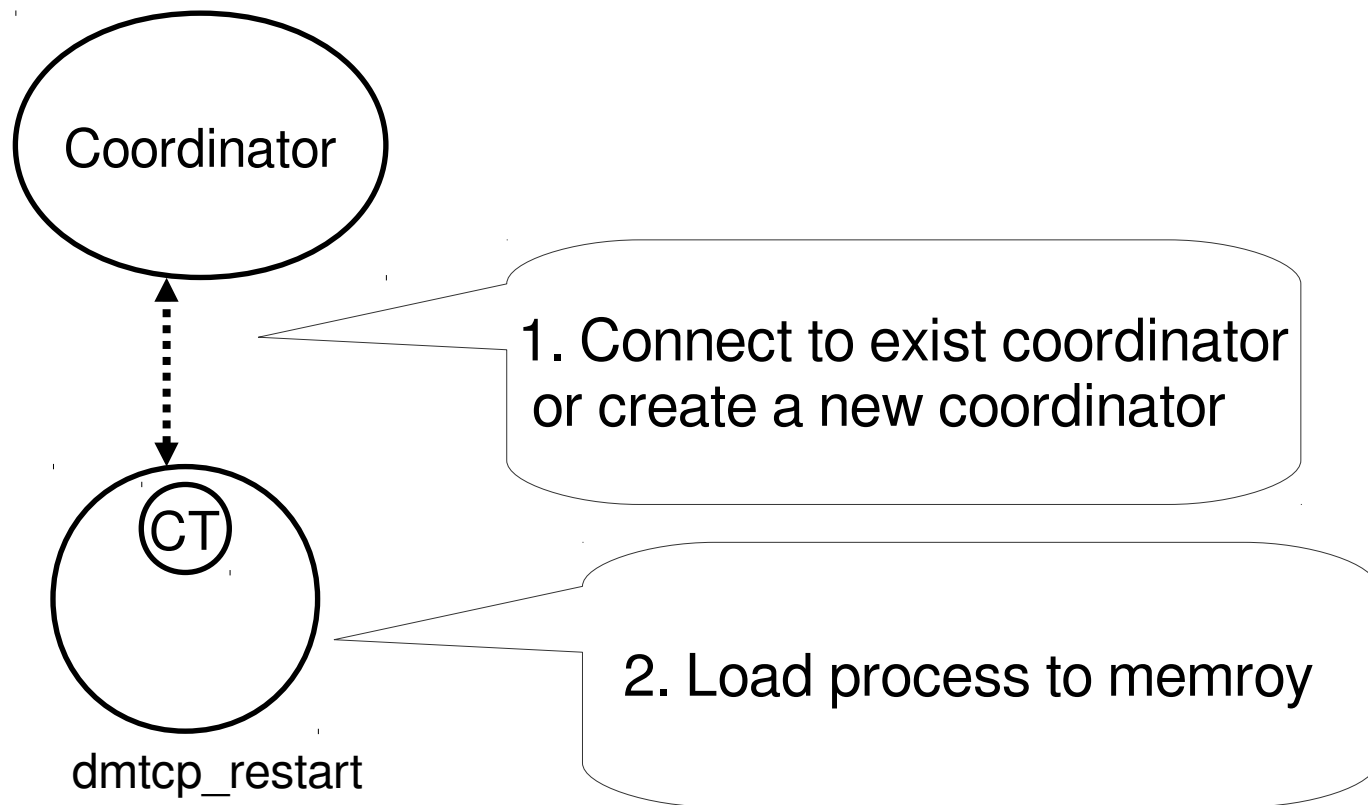 Coordinator
1. Connect to exist coordinator
or create a new coordinator
CT
2. Load process to memroy
dmtcp_restart